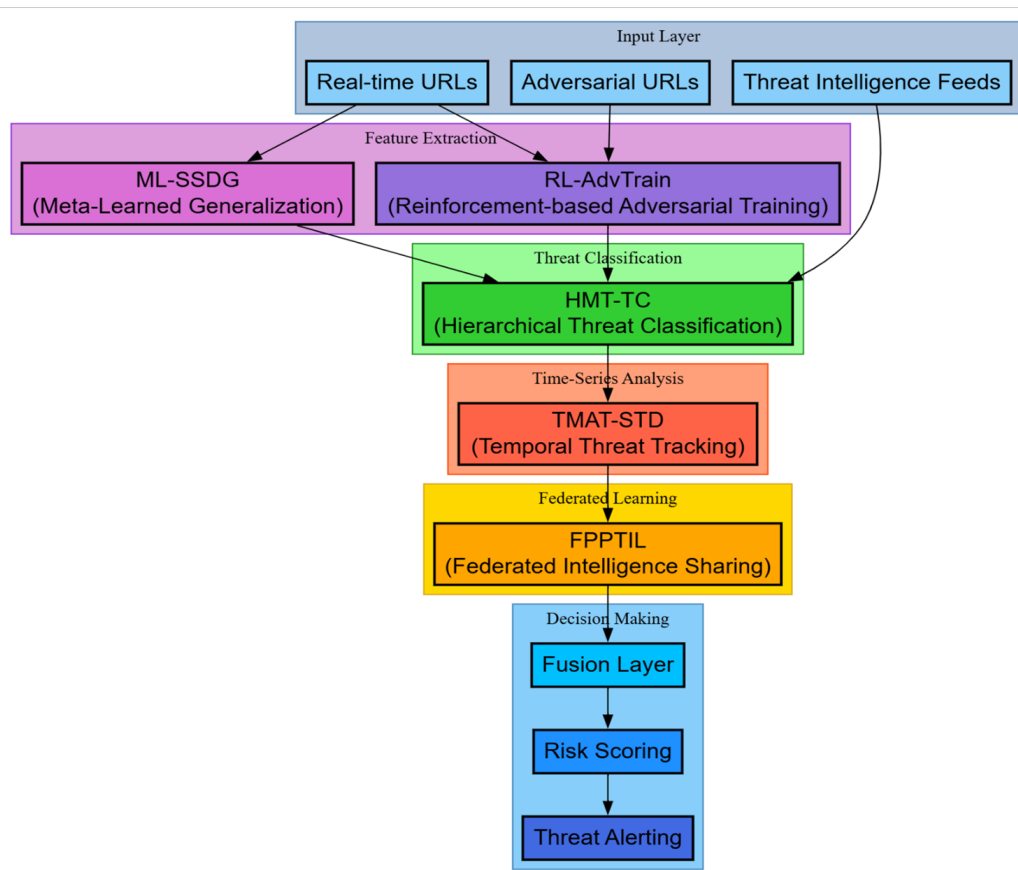 Input Layer
Real-time URLs
Adversarial URLs
Threat Intelligence Feeds
Feature Extraction
ML-SSDG
(Meta-Learned Generalization)
RL-AdvTrain
(Reinforcement-based Adversarial Training)
Threat Classification
HMT-TC
(Hierarchical Threat Classification)
Time-Series Analysis
TMAT-STD
(Temporal Threat Tracking)
Federated Learning
FPPTIL
(Federated Intelligence Sharing)
Decision Making
Fusion Layer
Risk Scoring
Threat Alerting